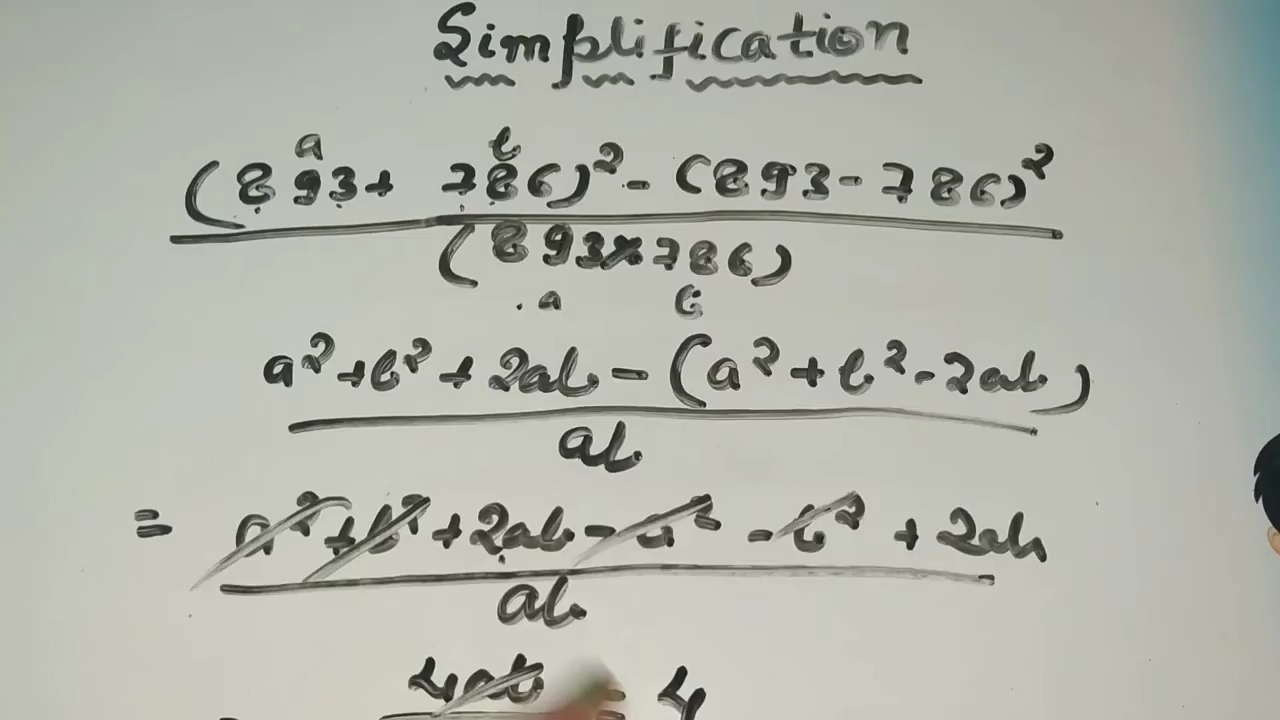 Simplification
a b
(893+ 786)² - (893-786)²
(893×786)
a b
a²+b²+2ab-(a²+b²-2ab)
ab
= a²+b²+2ab-a²-b²+2ab
ab
4ab = 4